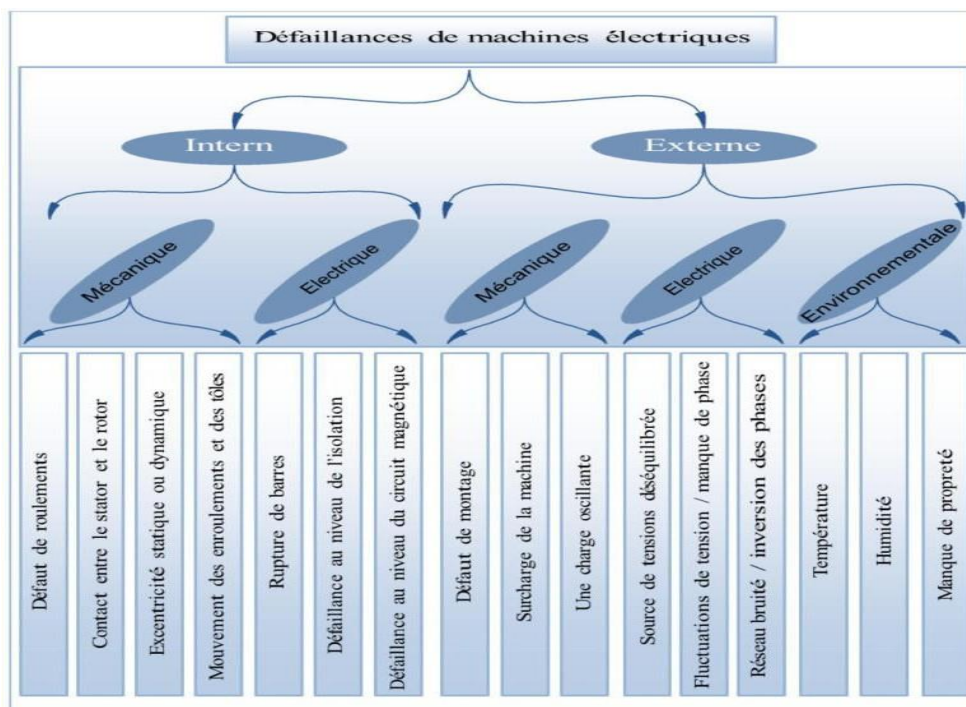 Défaillances de machines électriques
Intern
Externe
Mécanique
Electrique
Mécanique
Electrique
Environnementale
Défaut de roulements
Contact entre le stator et le rotor
Excentricité statique ou dynamique
Mouvement des enroulements et des tôles
Rupture de barres
Défaillance au niveau de l'isolation
Défaillance au niveau du circuit magnétique
Défaut de montage
Surcharge de la machine
Une charge oscillante
Source de tensions déséquilibrée
Fluctuations de tension / manque de phase
Réseau bruité / inversion des phases
Température
Humidité
Manque de propreté